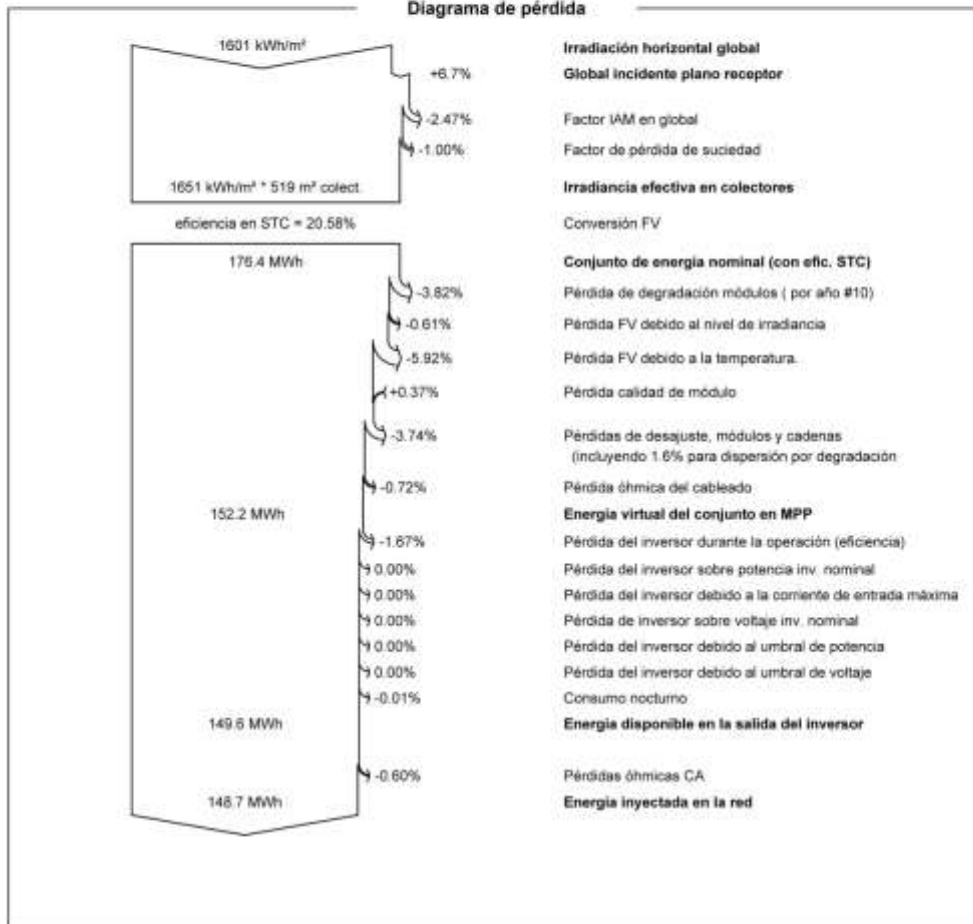 Diagrama de pérdida
1601 kWh/m² Irradiación horizontal global
+6.7% Global incidente plano receptor
-2.47% Factor IAM en global
-1.00% Factor de pérdida de suciedad
1651 kWh/m² * 519 m² colect. Irradiancia efectiva en colectores
eficiencia en STC = 20.58% Conversión FV
176.4 MWh Conjunto de energía nominal (con efic. STC)
-3.82% Pérdida de degradación módulos ( por año #10)
-0.61% Pérdida FV debido al nivel de irradiancia
-5.92% Pérdida FV debido a la temperatura.
+0.37% Pérdida calidad de módulo
-3.74% Pérdidas de desajuste, módulos y cadenas
(incluyendo 1.6% para dispersión por degradación
-0.72% Pérdida óhmica del cableado
152.2 MWh Energía virtual del conjunto en MPP
-1.67% Pérdida del inversor durante la operación (eficiencia)
0.00% Pérdida del inversor sobre potencia inv. nominal
0.00% Pérdida del inversor debido a la corriente de entrada máxima
0.00% Pérdida de inversor sobre voltaje inv. nominal
0.00% Pérdida del inversor debido al umbral de potencia
0.00% Pérdida del inversor debido al umbral de voltaje
-0.01% Consumo nocturno
149.6 MWh Energía disponible en la salida del inversor
-0.60% Pérdidas óhmicas CA
148.7 MWh Energía inyectada en la red